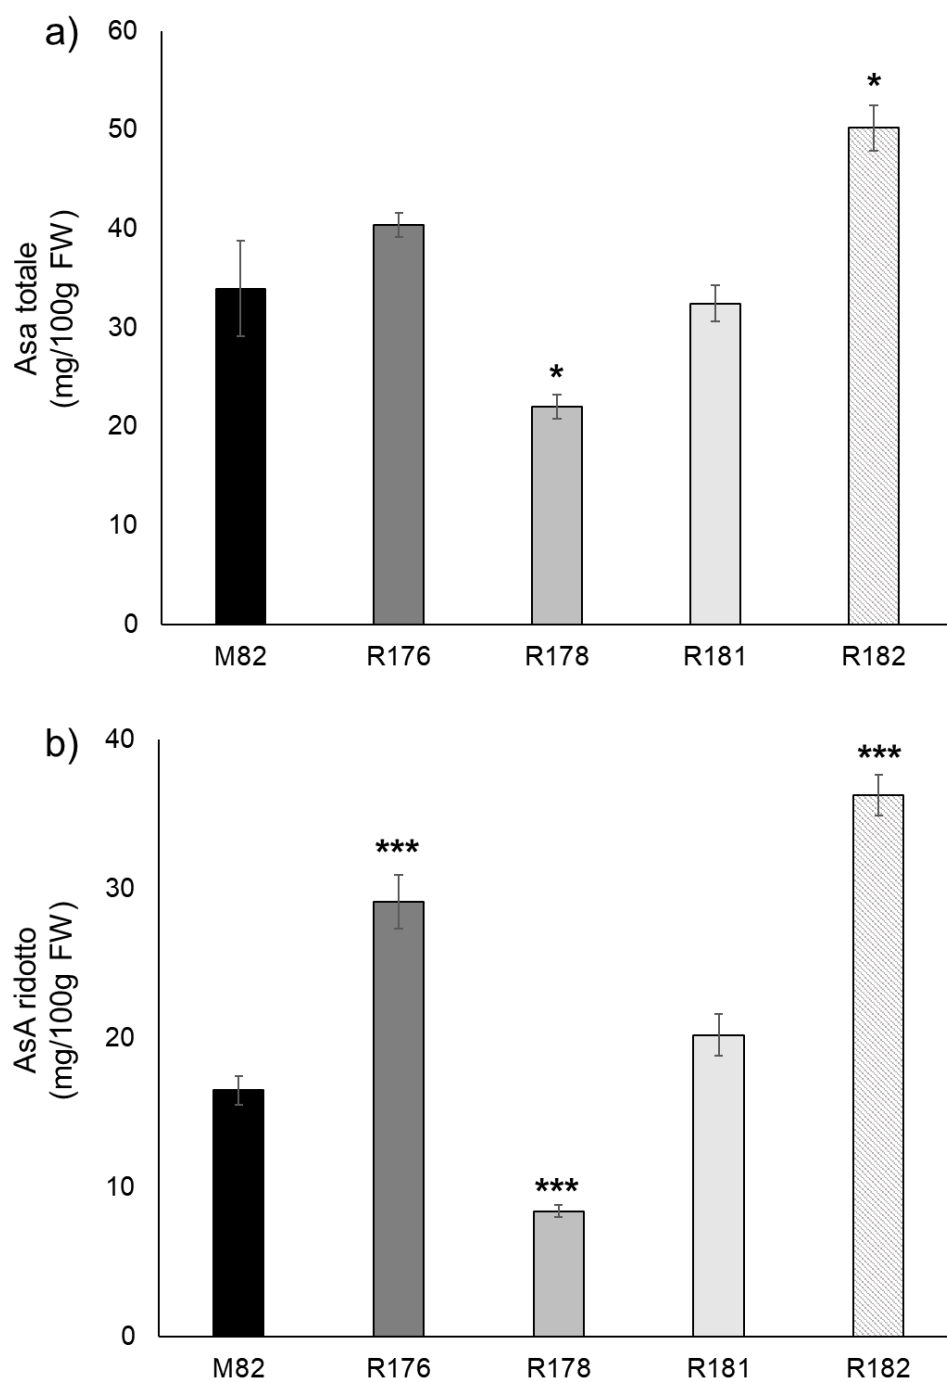 a)
60
50
40
30
20
10
0
Asa totale
(mg/100g FW)
*
*
M82 R176 R178 R181 R182
b)
40
30
20
10
0
AsA ridotto
(mg/100g FW)
***
***
***
M82 R176 R178 R181 R182